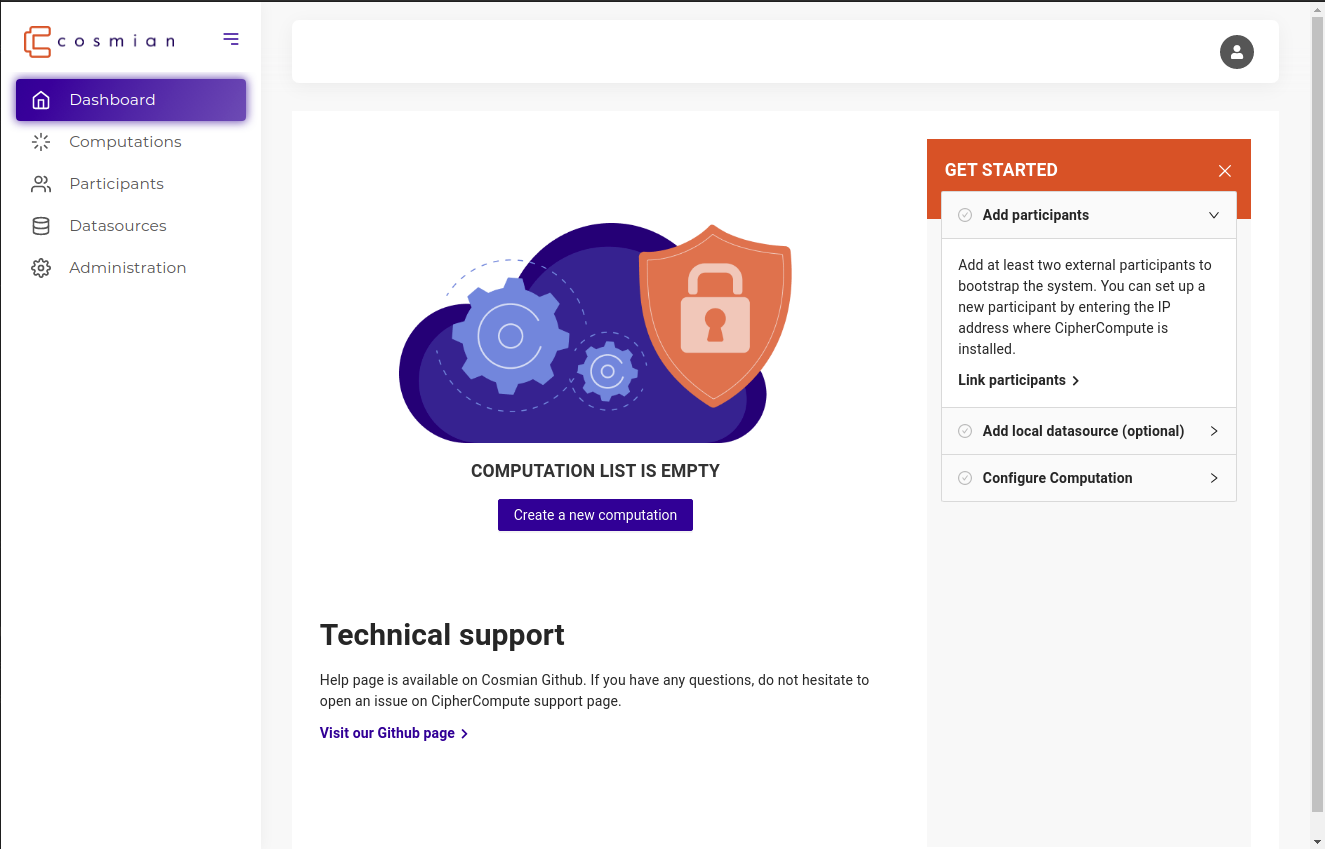 cosmian
Dashboard
Computations
Participants
Datasources
Administration
COMPUTATION LIST IS EMPTY
Create a new computation
Technical support
Help page is available on Cosmian Github. If you have any questions, do not hesitate to
open an issue on CipherCompute support page.
Visit our Github page
GET STARTED
Add participants
Add at least two external participants to
bootstrap the system. You can set up a
new participant by entering the IP
address where CipherCompute is
installed.
Link participants
Add local datasource (optional)
Configure Computation